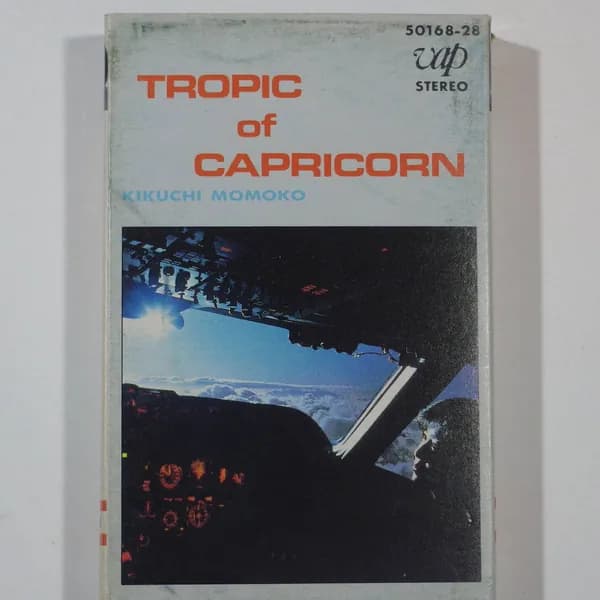 50168-28
vap
STEREO
TROPIC
of
CAPRICORN
KIKUCHI MOMOKO